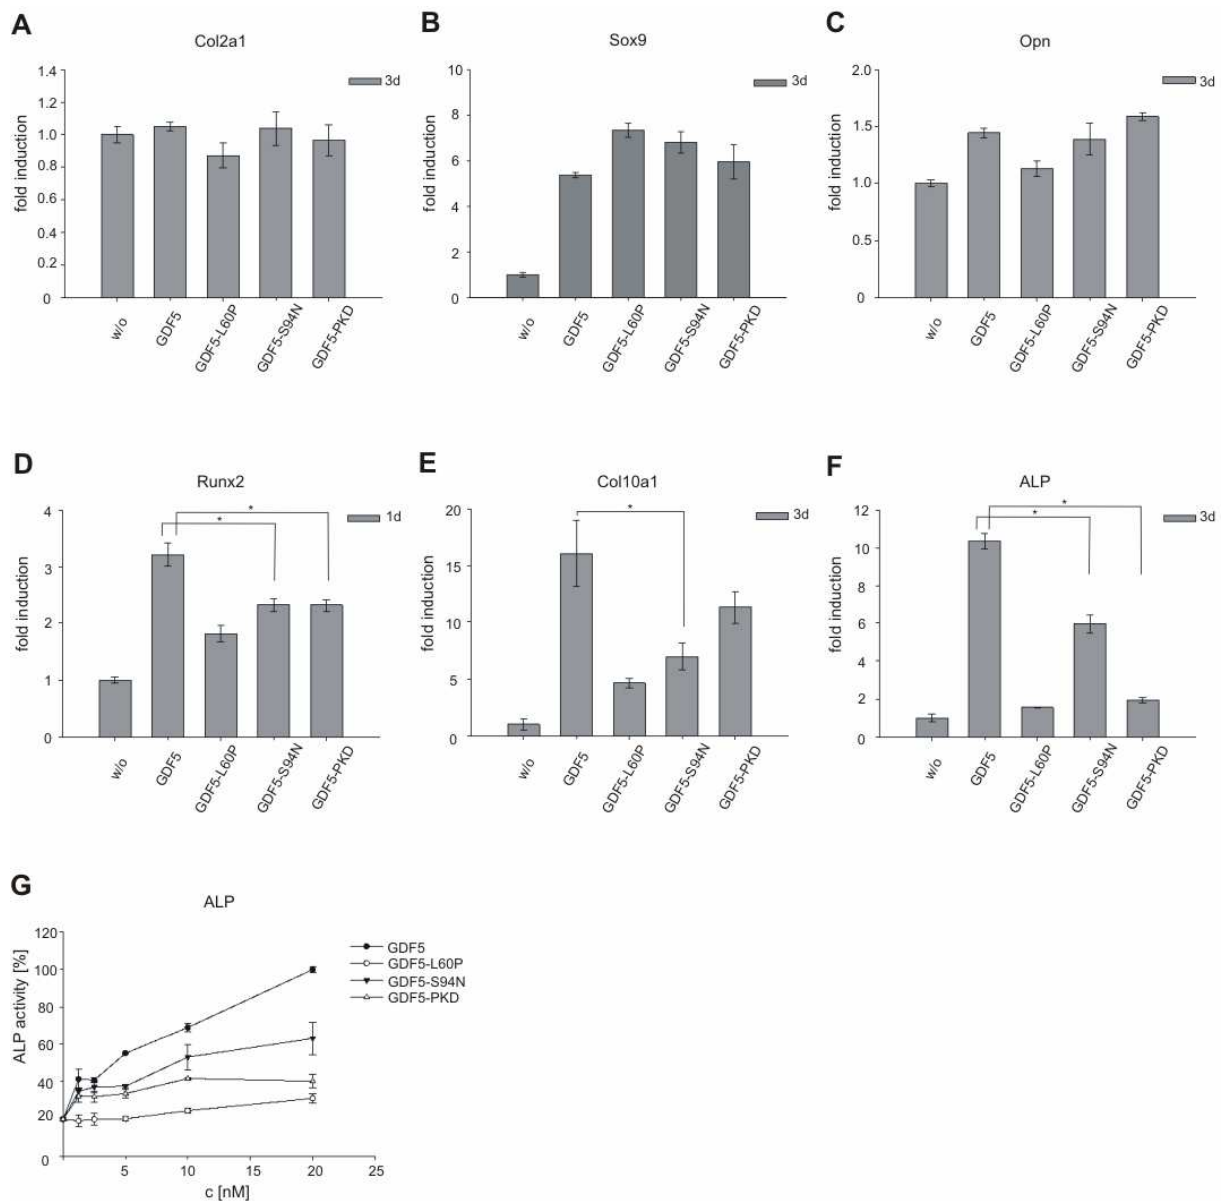 A
Col2a1
fold induction
1.4
1.2
1.0
0.8
0.6
0.4
0.2
0
3d
w/o
GDF5
GDF5-L60P
GDF5-S94N
GDF5-PKD
B
Sox9
fold induction
10
8
6
4
2
0
3d
w/o
GDF5
GDF5-L60P
GDF5-S94N
GDF5-PKD
C
Opn
fold induction
2.0
1.5
1.0
0.5
0
3d
w/o
GDF5
GDF5-L60P
GDF5-S94N
GDF5-PKD
D
Runx2
fold induction
4
3
2
1
0
*
*
1d
w/o
GDF5
GDF5-L60P
GDF5-S94N
GDF5-PKD
E
Col10a1
fold induction
20
15
10
5
0
*
3d
w/o
GDF5
GDF5-L60P
GDF5-S94N
GDF5-PKD
F
ALP
fold induction
12
10
8
6
4
2
0
*
*
3d
w/o
GDF5
GDF5-L60P
GDF5-S94N
GDF5-PKD
G
ALP
ALP activity [%]
120
100
80
60
40
20
0
5
10
15
20
25
c [nM]
GDF5
GDF5-L60P
GDF5-S94N
GDF5-PKD